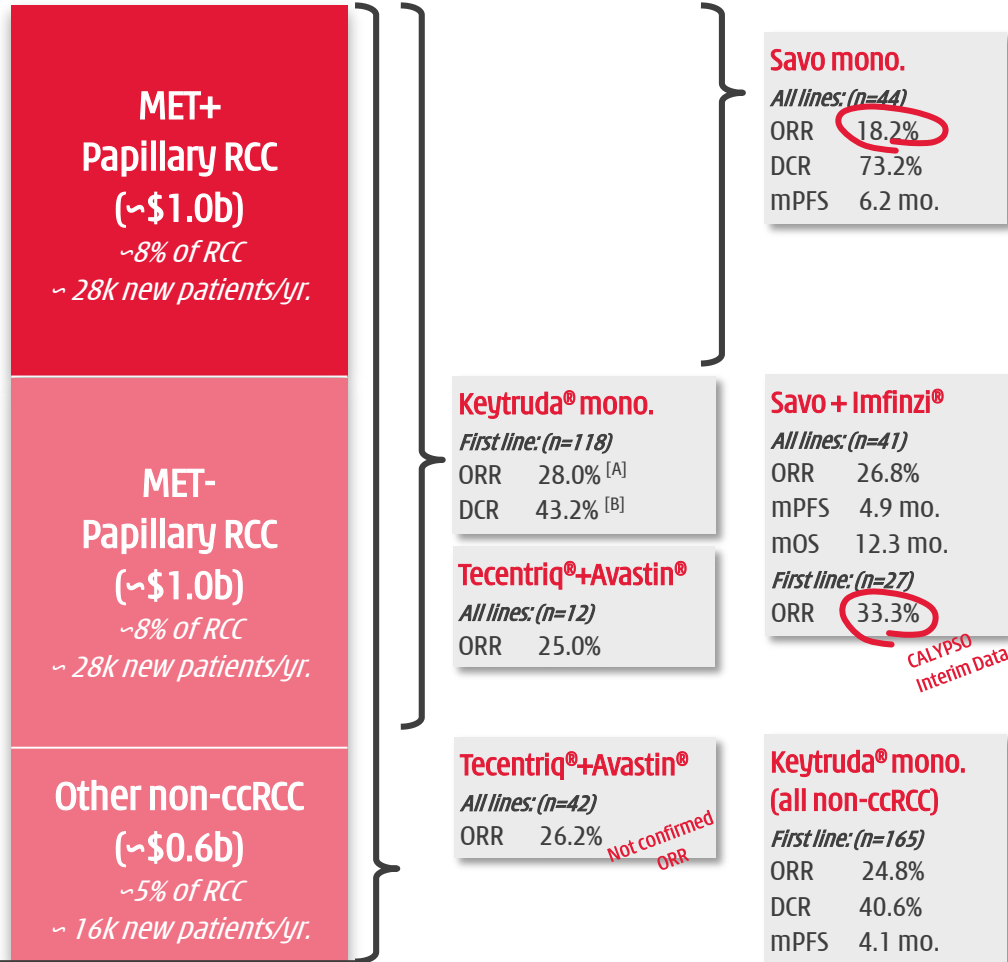 MET+
Papillary RCC
(~$1.0b)
~8% of RCC
~ 28k new patients/yr.
MET-
Papillary RCC
(~$1.0b)
~8% of RCC
~ 28k new patients/yr.
Other non-ccRCC
(~$0.6b)
~5% of RCC
~ 16k new patients/yr.
Keytruda® mono.
First line: (n=118)
ORR 28.0% [A]
DCR 43.2% [B]
Tecentriq®+Avastin®
All lines: (n=12)
ORR 25.0%
Tecentriq®+Avastin®
All lines: (n=42)
ORR 26.2%
Not confirmed
ORR
Savo mono.
All lines: (n=44)
ORR 18.2%
DCR 73.2%
mPFS 6.2 mo.
Savo + Imfinzi®
All lines: (n=41)
ORR 26.8%
mPFS 4.9 mo.
mOS 12.3 mo.
First line: (n=27)
ORR 33.3%
CALYPSO
Interim Data
Keytruda® mono.
(all non-ccRCC)
First line: (n=165)
ORR 24.8%
DCR 40.6%
mPFS 4.1 mo.